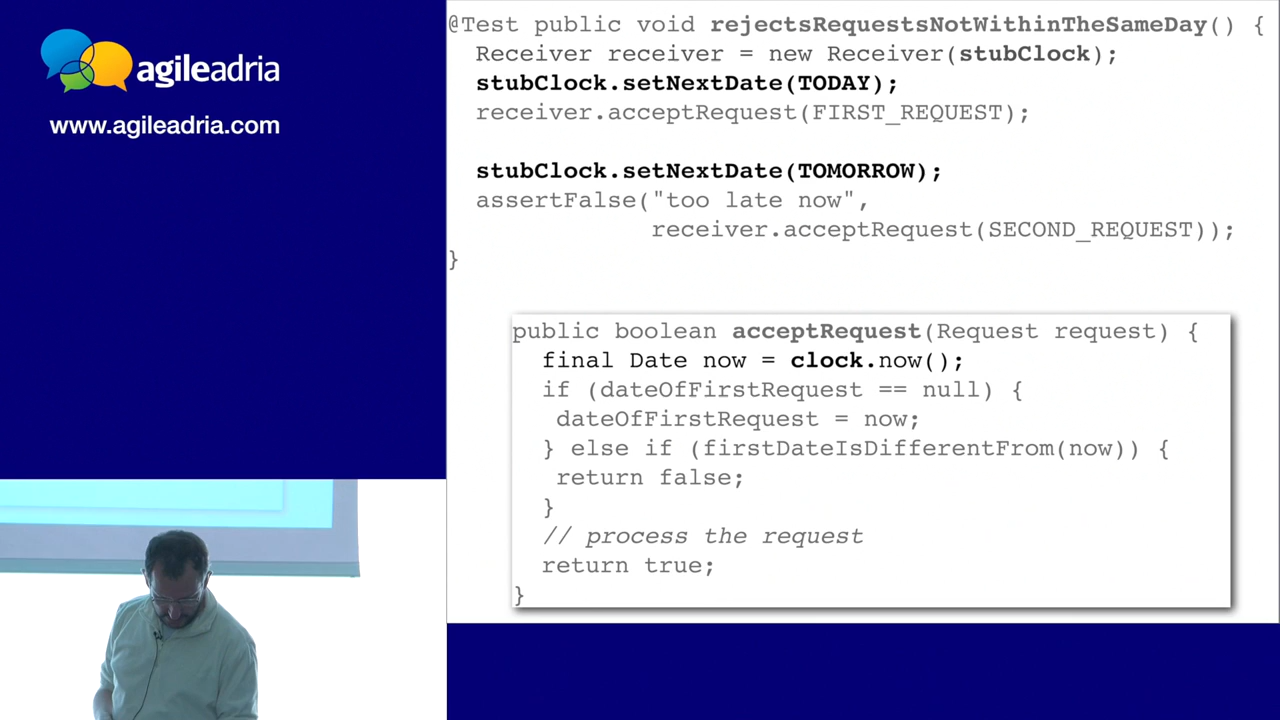 agileadria
www.agileadria.com
@Test public void rejectsRequestsNotWithinTheSameDay() {
Receiver receiver = new Receiver(stubClock);
stubClock.setNextDate(TODAY);
receiver.acceptRequest(FIRST_REQUEST);
stubClock.setNextDate(TOMORROW);
assertFalse("too late now",
receiver.acceptRequest(SECOND_REQUEST));
}
public boolean acceptRequest(Request request) {
final Date now = clock.now();
if (dateOfFirstRequest == null) {
dateOfFirstRequest = now;
} else if (firstDateIsDifferentFrom(now)) {
return false;
}
// process the request
return true;
}